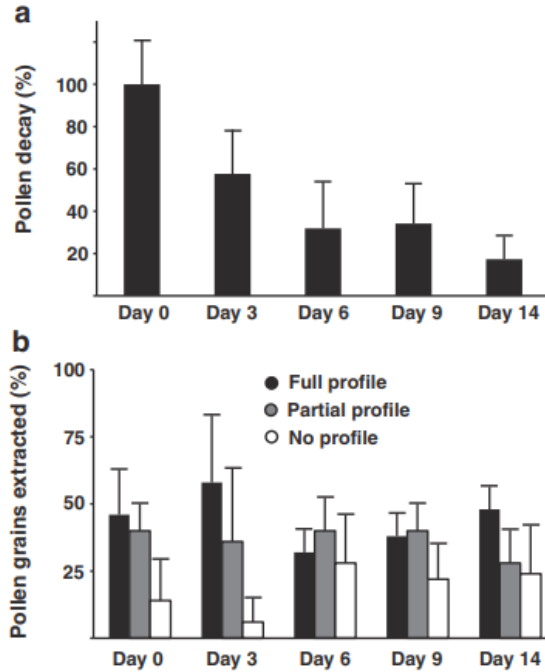 a
Pollen decay (%)
100
80
60
40
20
Day 0 Day 3 Day 6 Day 9 Day 14
b
Pollen grains extracted (%)
100
75
50
25
Full profile
Partial profile
No profile
Day 0 Day 3 Day 6 Day 9 Day 14